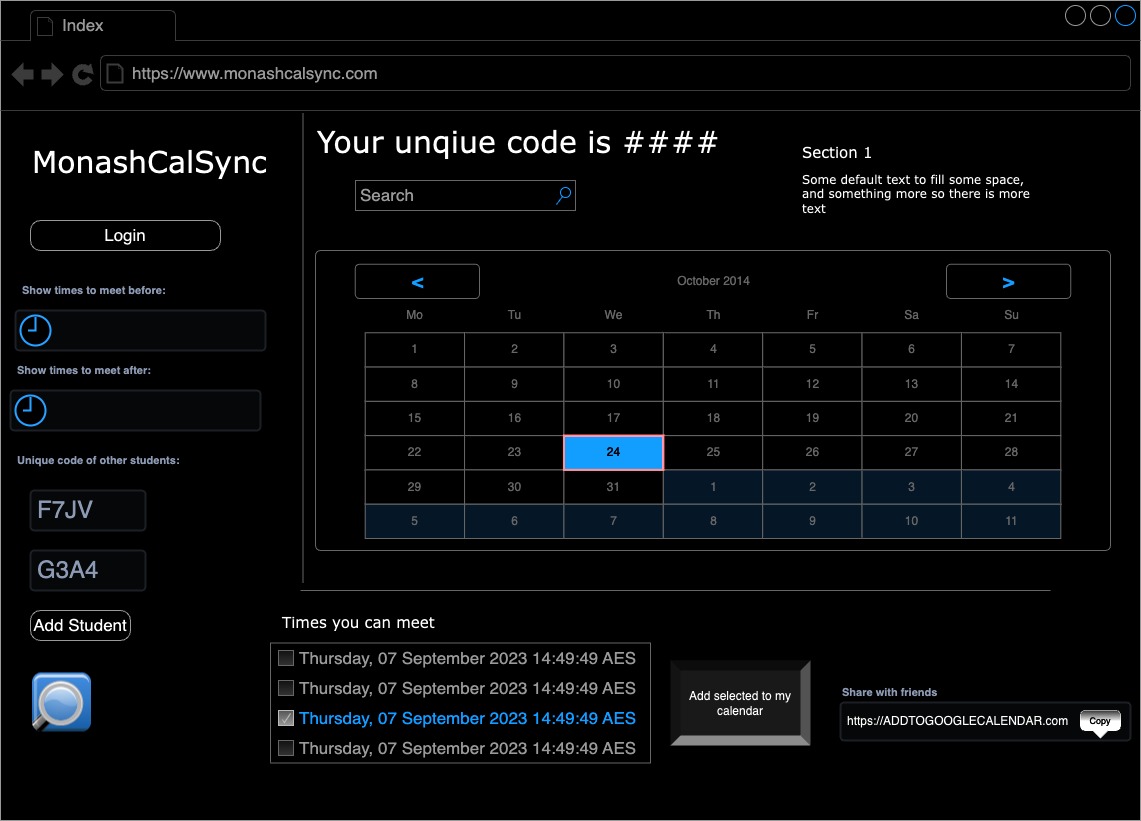 Index
https://www.monashcalsync.com
MonashCalSync
Login
Show times to meet before:
Show times to meet after:
Unique code of other students:
F7JV
G3A4
Add Student
Your unqiue code is ####
Search
Section 1
Some default text to fill some space,
and something more so there is more
text
< October 2014 >
Mo Tu We Th Fr Sa Su
1 2 3 4 5 6 7
8 9 10 11 12 13 14
15 16 17 18 19 20 21
22 23 24 25 26 27 28
29 30 31 1 2 3 4
5 6 7 8 9 10 11
Times you can meet
Thursday, 07 September 2023 14:49:49 AES
Thursday, 07 September 2023 14:49:49 AES
Thursday, 07 September 2023 14:49:49 AES
Thursday, 07 September 2023 14:49:49 AES
Add selected to my
calendar
Share with friends
https://ADDTOGOOGLECALENDAR.com Copy